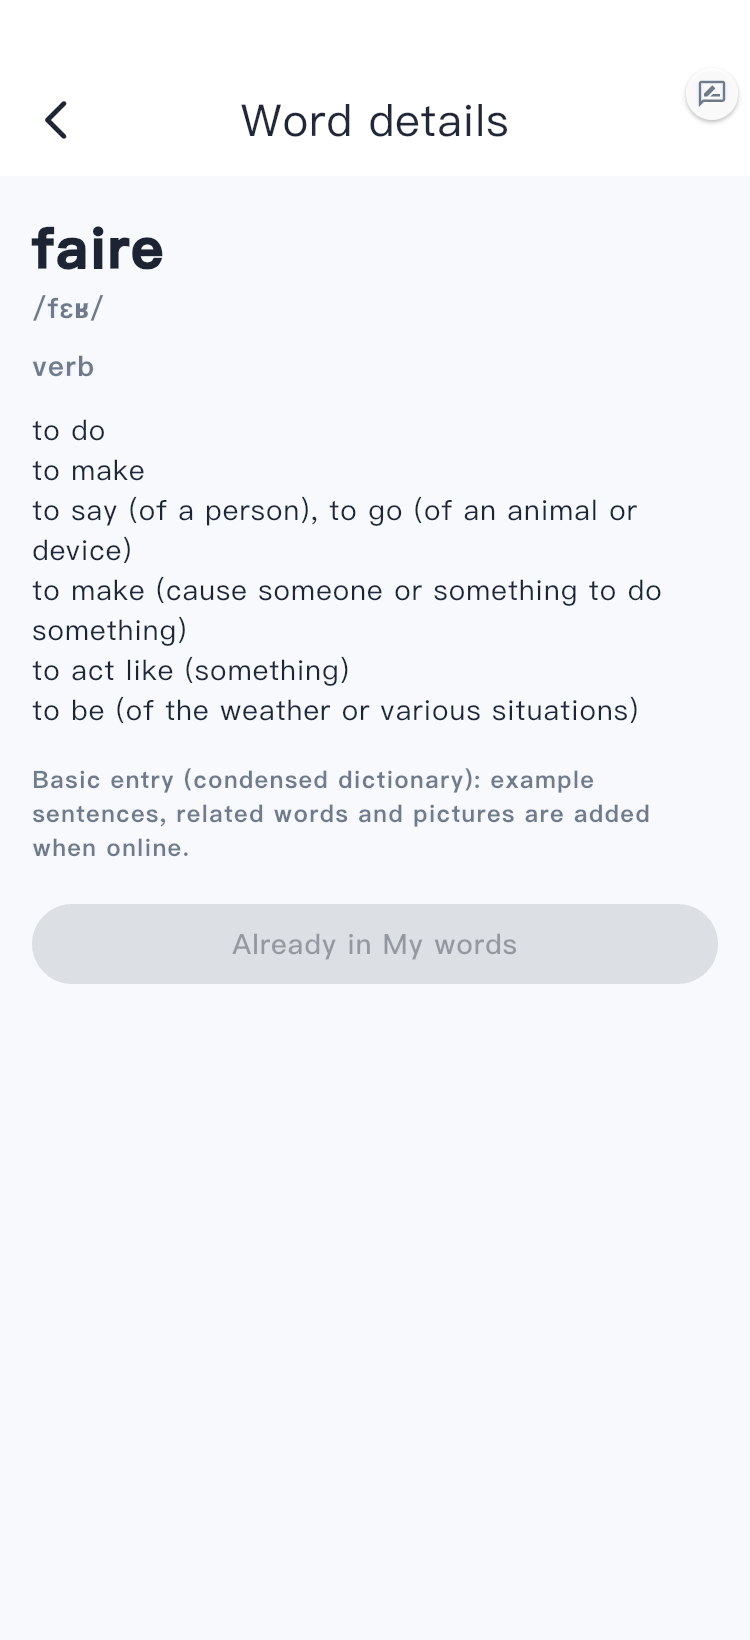 Word details
faire
/fɛʁ/
verb
to do
to make
to say (of a person), to go (of an animal or
device)
to make (cause someone or something to do
something)
to act like (something)
to be (of the weather or various situations)
Basic entry (condensed dictionary): example
sentences, related words and pictures are added
when online.
Already in My words